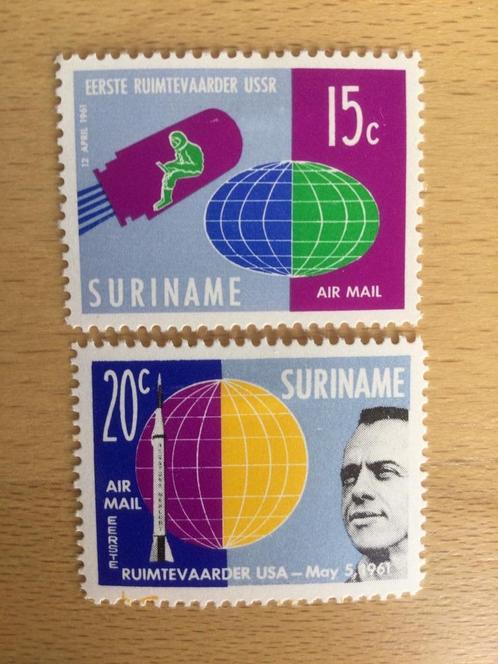 EERSTE RUIMTEVAARDER USSR
15c
12 APRIL 1961
SURINAME
AIR MAIL
20c
SURINAME
AIR
MAIL
EERSTE
RUIMTEVAARDER USA — May 5, 1961